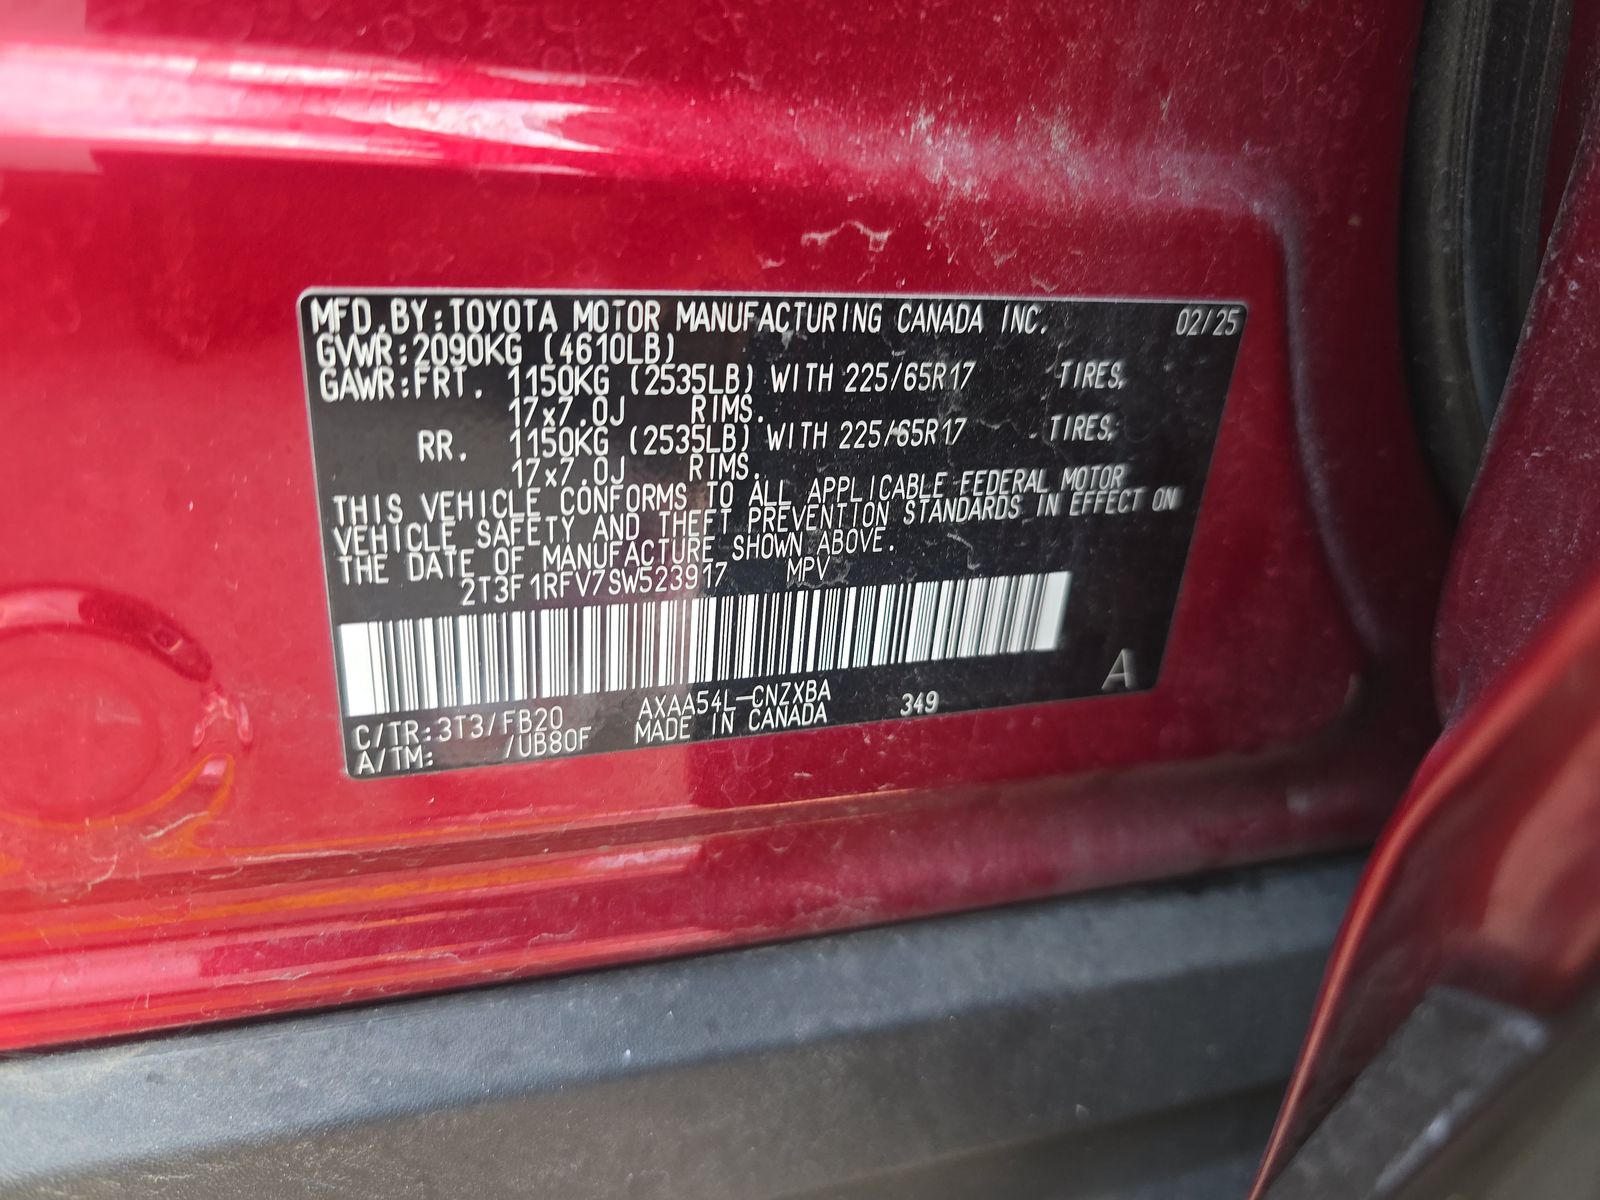 MFD.BY:TOYOTA MOTOR MANUFACTURING CANADA INC. 02/25
GVWR:2090KG (4610LB)
GAWR:FRT. 1150KG (2535LB) WITH 225/65R17 TIRES,
17x7.0J RIMS.
RR. 1150KG (2535LB) WITH 225/65R17 TIRES,
17x7.0J RIMS.
THIS VEHICLE CONFORMS TO ALL APPLICABLE FEDERAL MOTOR
VEHICLE SAFETY AND THEFT PREVENTION STANDARDS IN EFFECT ON
THE DATE OF MANUFACTURE SHOWN ABOVE.
2T3F1RFV7SW523917 MPV
A
C/TR:3T3/FB20 AXAA54L-CNZXBA 349
A/TM: /UB80F MADE IN CANADA